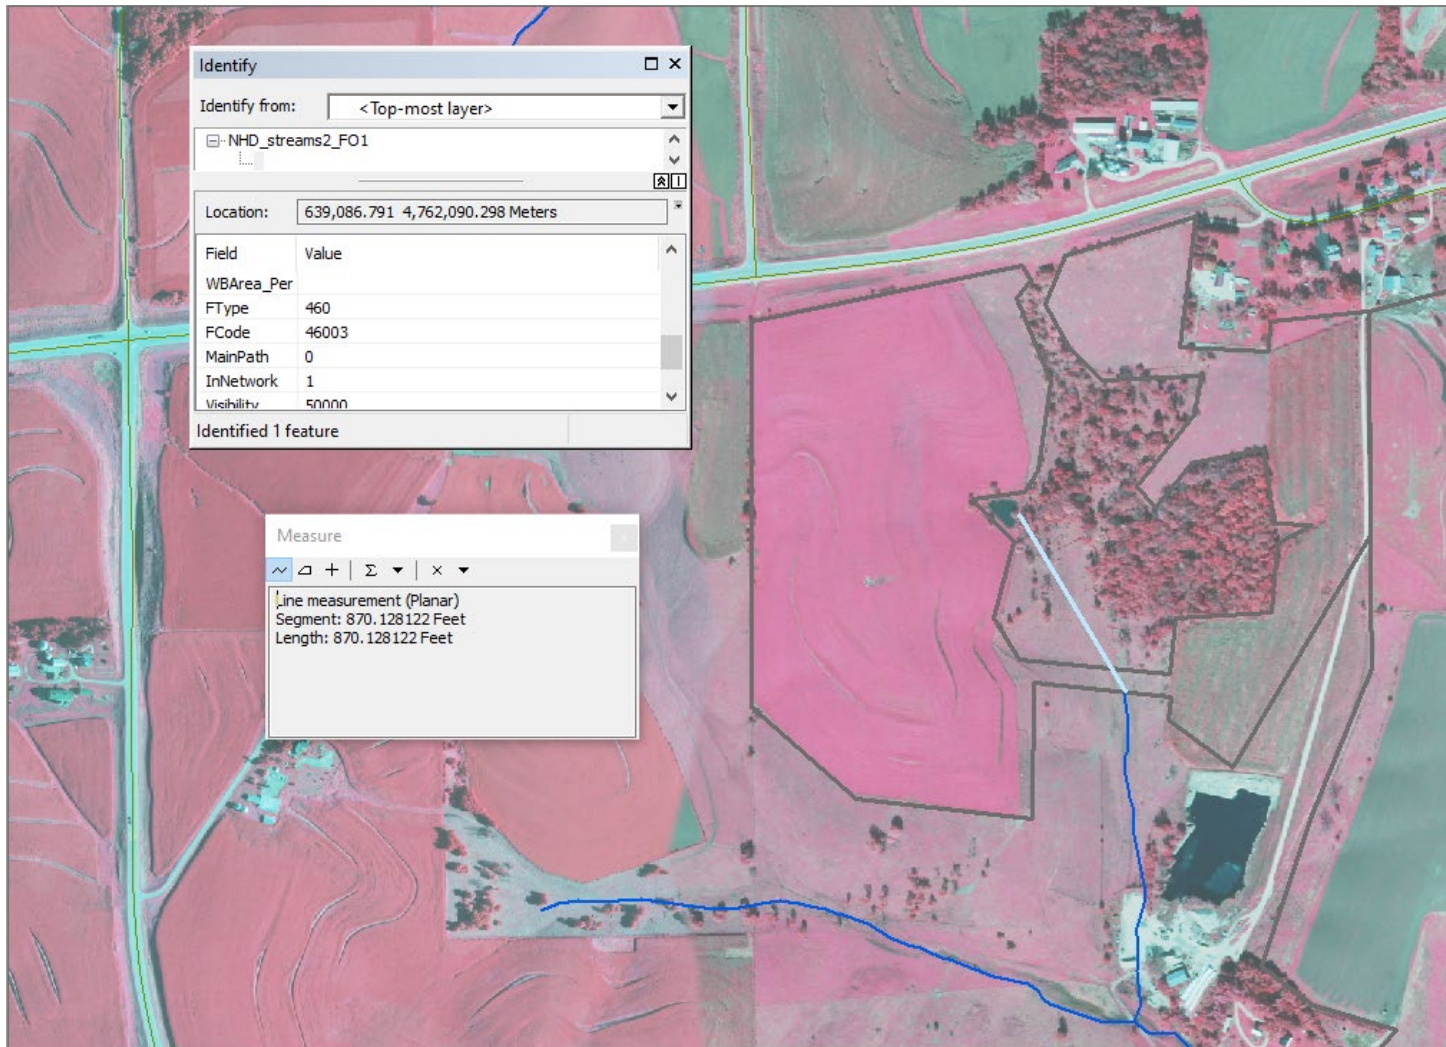 Identify
Identify from: <Top-most layer>
NHD_streams2_FO1
Location: 639,086.791 4,762,090.298 Meters
Field Value
WBArea_Per
FType 460
FCode 46003
MainPath 0
InNetwork 1
Visibility 50000
Identified 1 feature
Measure
Line measurement (Planar)
Segment: 870.128122 Feet
Length: 870.128122 Feet